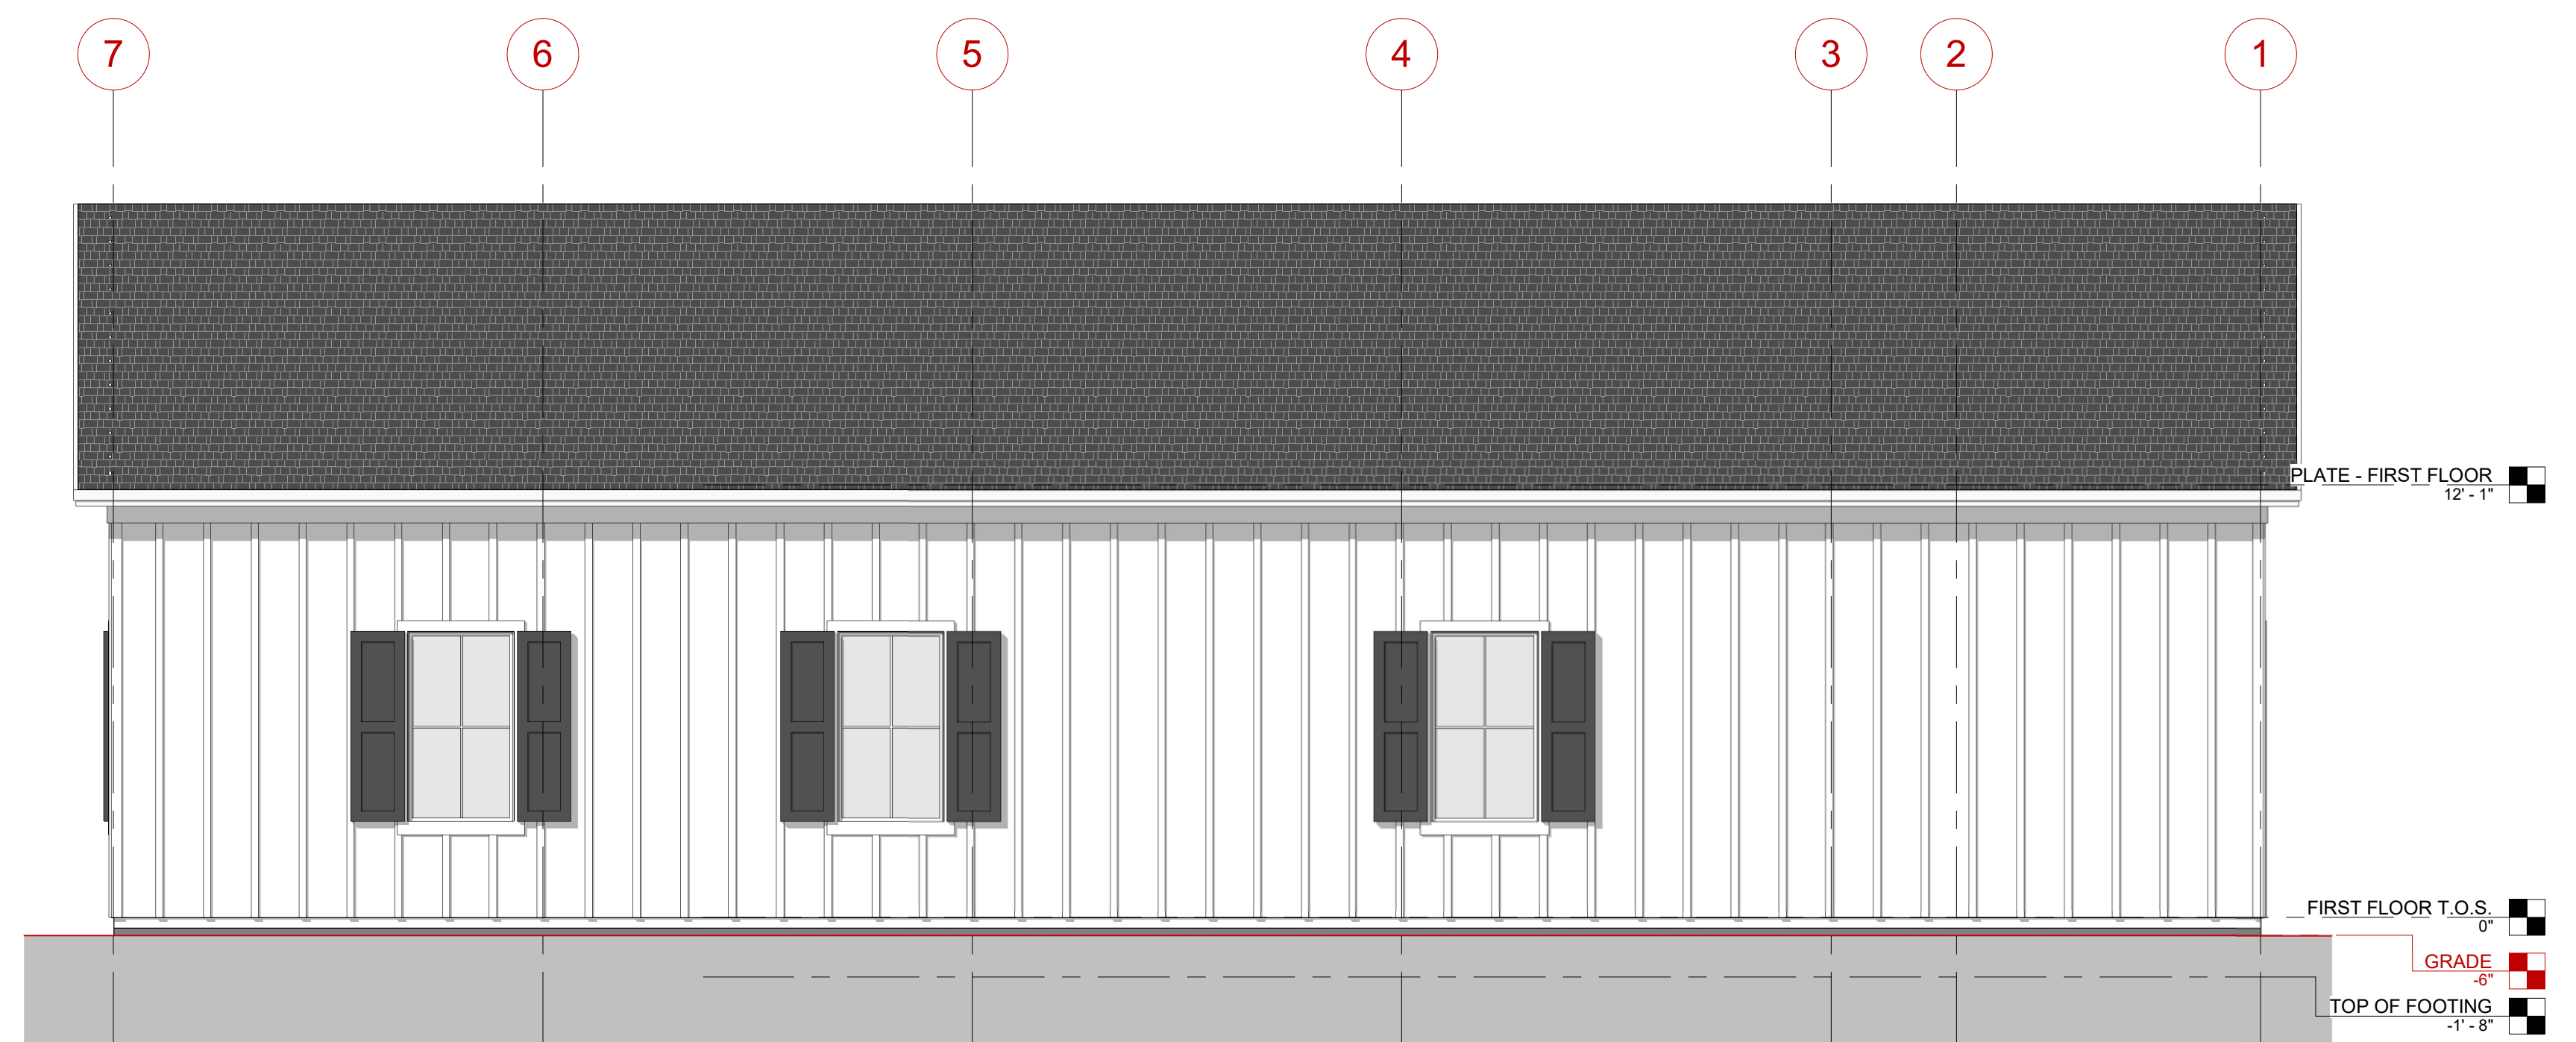 7
6
5
4
3
2
1
PLATE - FIRST FLOOR
12' - 1"
FIRST FLOOR T.O.S.
0"
GRADE
-6"
TOP OF FOOTING
-1' - 8"